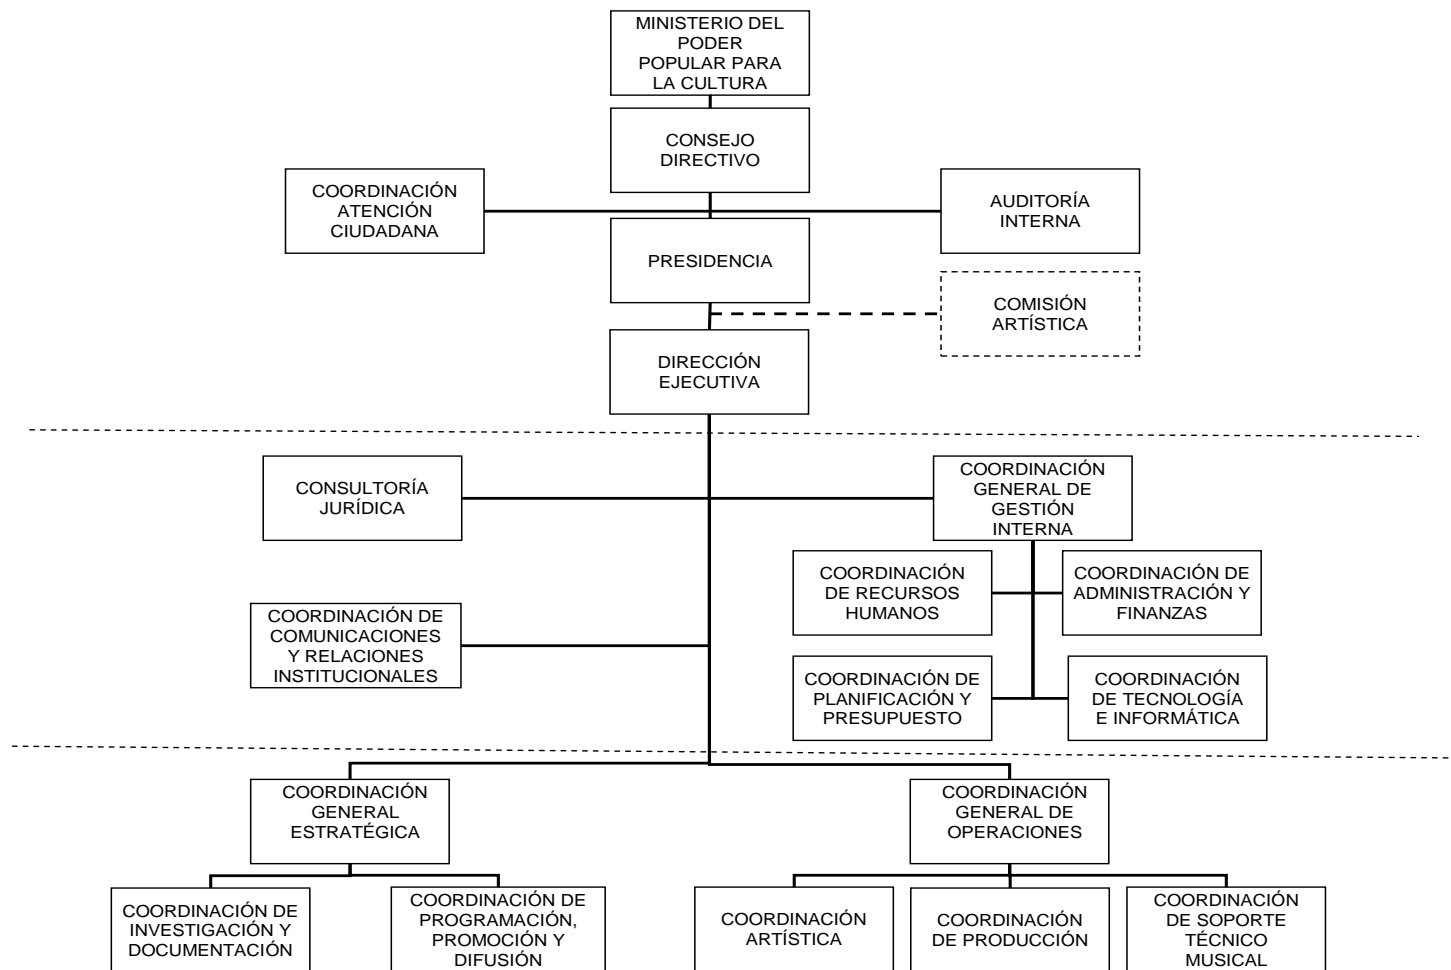 MINISTERIO DEL
PODER
POPULAR PARA
LA CULTURA
CONSEJO
DIRECTIVO
COORDINACIÓN
ATENCIÓN
CIUDADANA
AUDITORÍA
INTERNA
PRESIDENCIA
COMISIÓN
ARTÍSTICA
DIRECCIÓN
EJECUTIVA
CONSULTORÍA
JURÍDICA
COORDINACIÓN
GENERAL DE
GESTIÓN
INTERNA
COORDINACIÓN
DE RECURSOS
HUMANOS
COORDINACIÓN DE
ADMINISTRACIÓN Y
FINANZAS
COORDINACIÓN DE
COMUNICACIONES
Y RELACIONES
INSTITUCIONALES
COORDINACIÓN DE
PLANIFICACIÓN Y
PRESUPUESTO
COORDINACIÓN
DE TECNOLOGÍA
E INFORMÁTICA
COORDINACIÓN
GENERAL
ESTRATÉGICA
COORDINACIÓN
GENERAL DE
OPERACIONES
COORDINACIÓN DE
INVESTIGACIÓN Y
DOCUMENTACIÓN
COORDINACIÓN DE
PROGRAMACIÓN,
PROMOCIÓN Y
DIFUSIÓN
COORDINACIÓN
ARTÍSTICA
COORDINACIÓN
DE PRODUCCIÓN
COORDINACIÓN
DE SOPORTE
TÉCNICO
MUSICAL